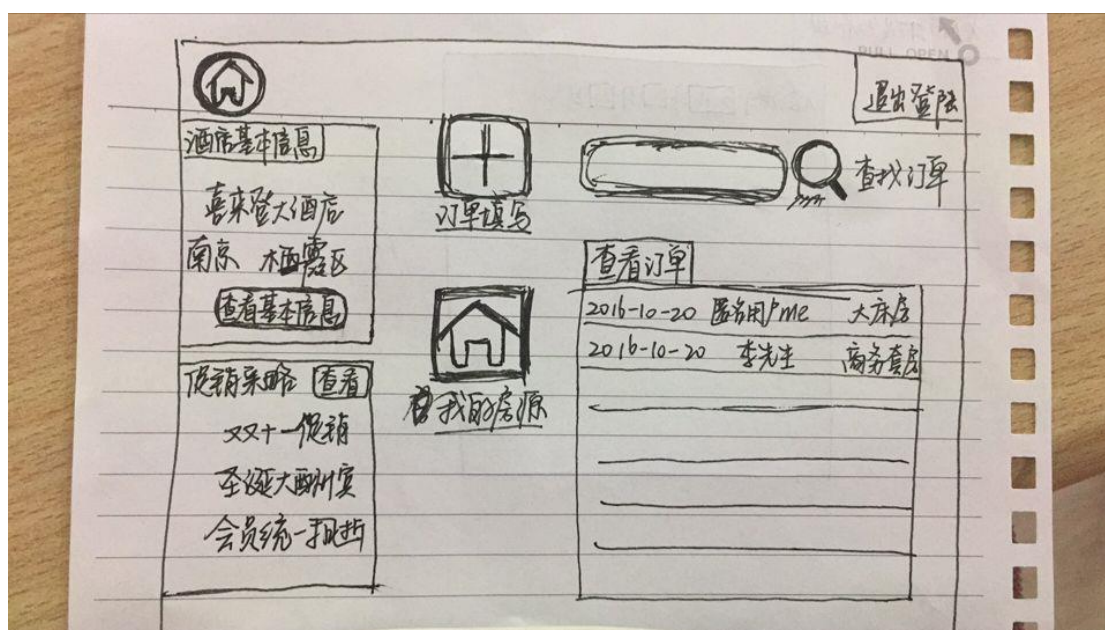 退出登陆
酒店基本信息
喜来登大酒店
南京 栖霞区
查看基本信息
促销策略 查看
双十一促销
圣诞大酬宾
会员统一折
订单填写
我的房源
查找订单
查看订单
2016-10-20 匿名用户me 大床房
2016-10-20 李先生 商务套房
PULL OPEN